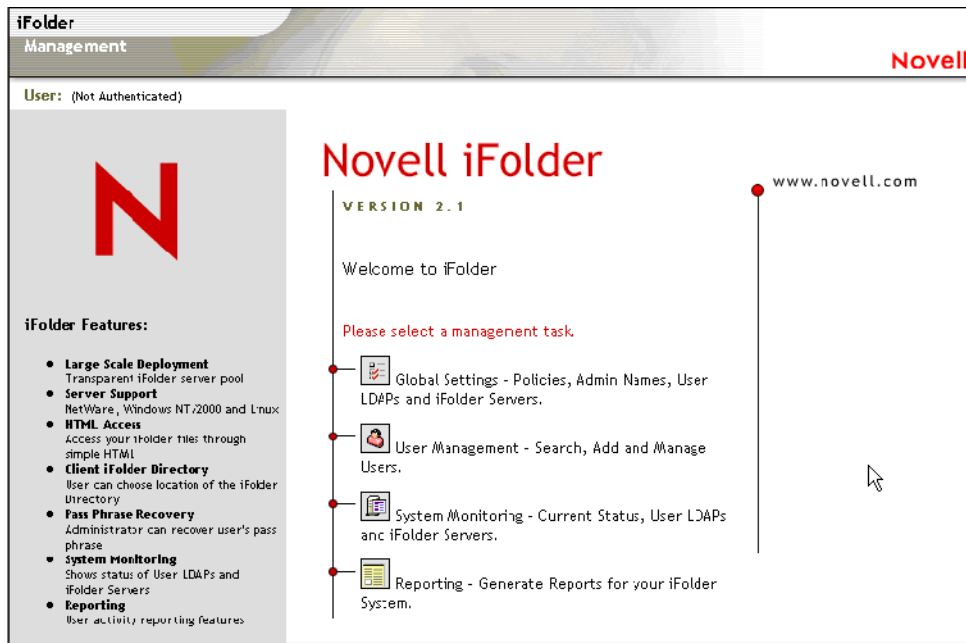 iFolder
Management
Novell
User: (Not Authenticated)
N
iFolder Features:
Large Scale Deployment
Transparent iFolder server pool
Server Support
NetWare, Windows NT/2000 and Linux
HTML Access
Access your iFolder files through
simple HTML
Client iFolder Directory
User can choose location of the iFolder
Directory
Pass Phrase Recovery
Administrator can recover user's pass
phrase
System Monitoring
Shows status of User LDAPs and
iFolder Servers
Reporting
User activity reporting features
Novell iFolder
VERSION 2.1
Welcome to iFolder
Please select a management task.
Global Settings - Policies, Admin Names, User
LDAPs and iFolder Servers.
User Management - Search, Add and Manage
Users.
System Monitoring - Current Status, User LDAPs
and iFolder Servers.
Reporting - Generate Reports for your iFolder
System.
www.novell.com